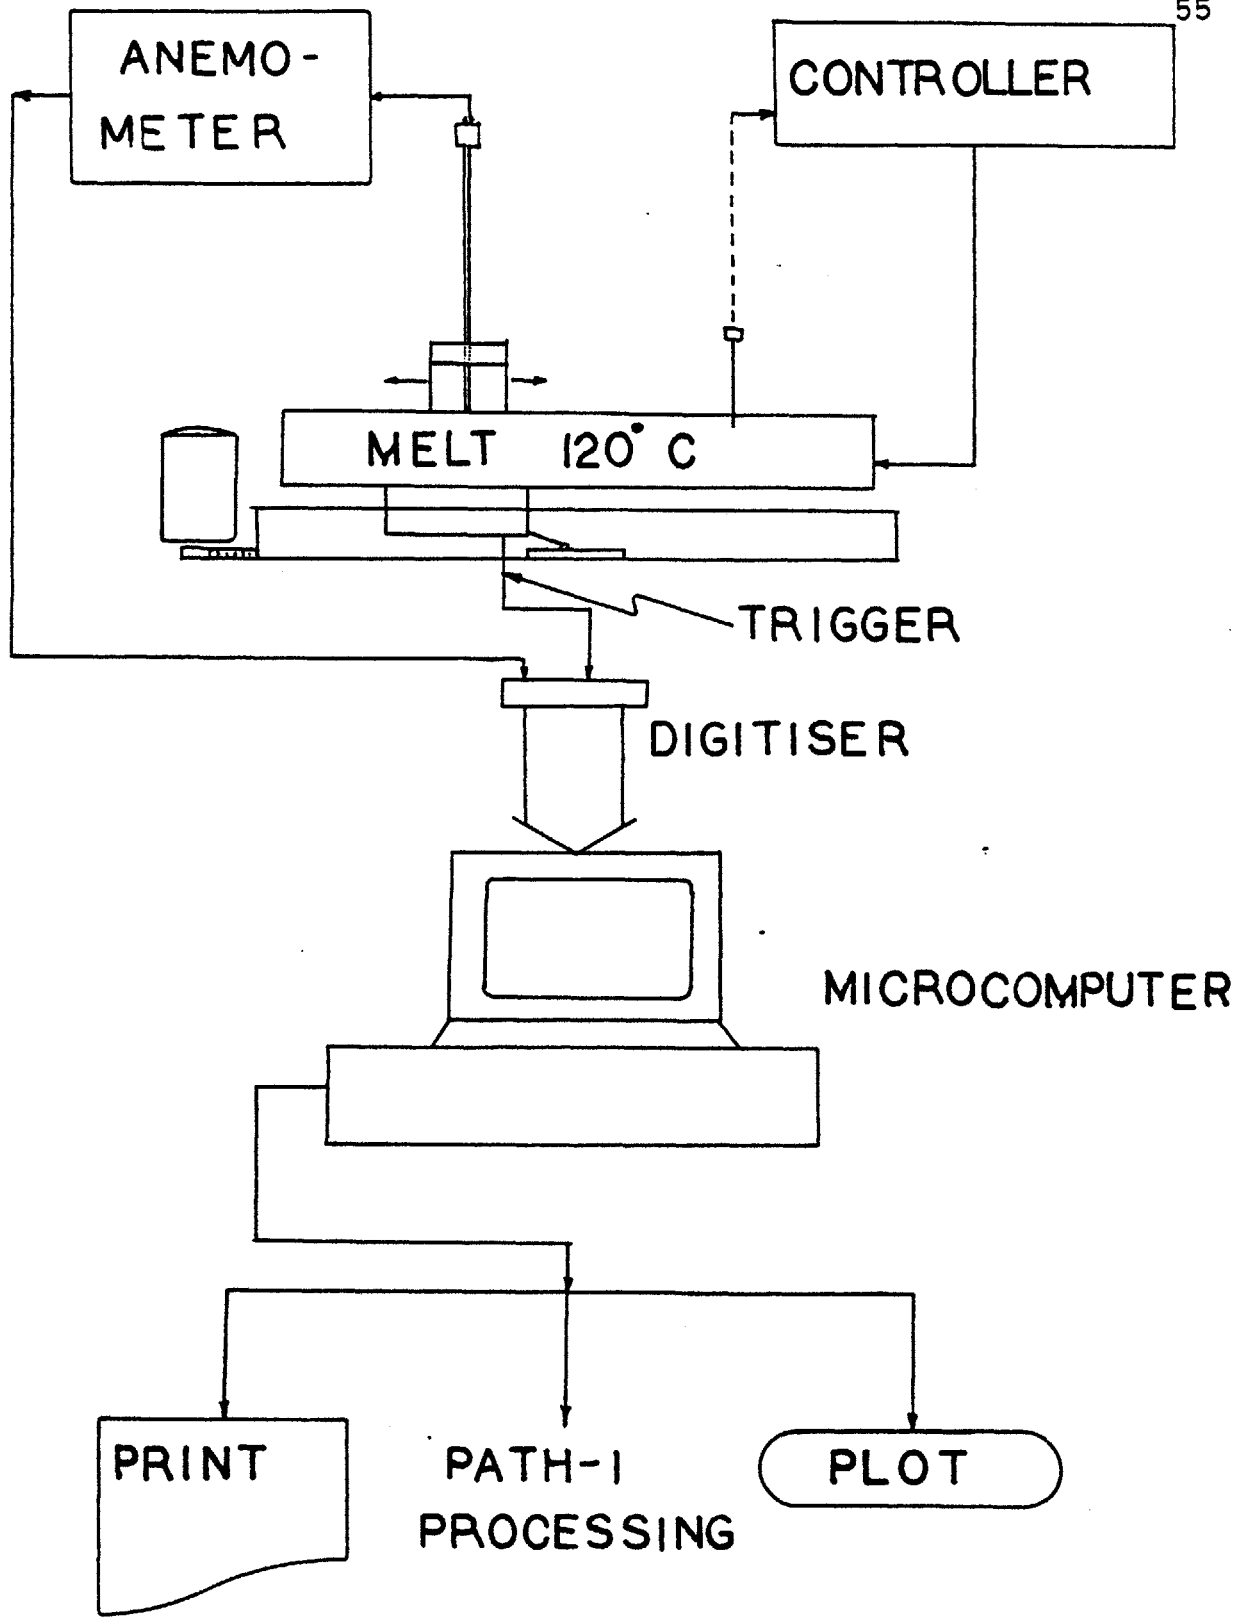 55
ANEMO-
METER
CONTROLLER
MELT 120° C
TRIGGER
DIGITISER
MICROCOMPUTER
PRINT
PATH-1
PROCESSING
PLOT